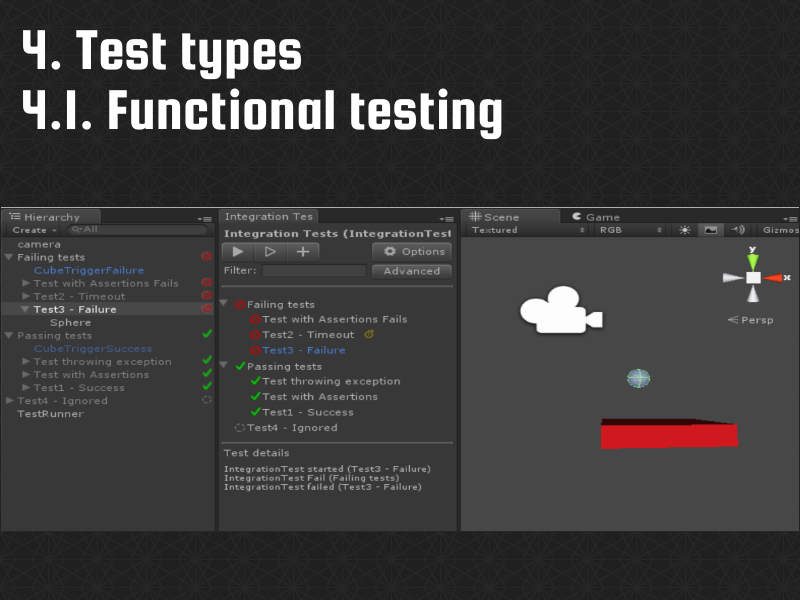 4. Test types
4.1. Functional testing
Hierarchy
Create
All
camera
Failing tests
CubeTriggerFailure
Test with Assertions Fails
Test2 - Timeout
Test3 - Failure
Sphere
Passing tests
CubeTriggerSuccess
Test throwing exception
Test with Assertions
Test1 - Success
Test4 - Ignored
TestRunner
Integration Tes
Integration Tests (IntegrationTest
Options
Filter:
Advanced
Failing tests
Test with Assertions Fails
Test2 - Timeout
Test3 - Failure
Passing tests
Test throwing exception
Test with Assertions
Test1 - Success
Test4 - Ignored
Test details
IntegrationTest started (Test3 - Failure)
IntegrationTest Fail (Failing tests)
IntegrationTest failed (Test3 - Failure)
Scene
Game
Textured
RGB
Gizmos
y
x
Persp